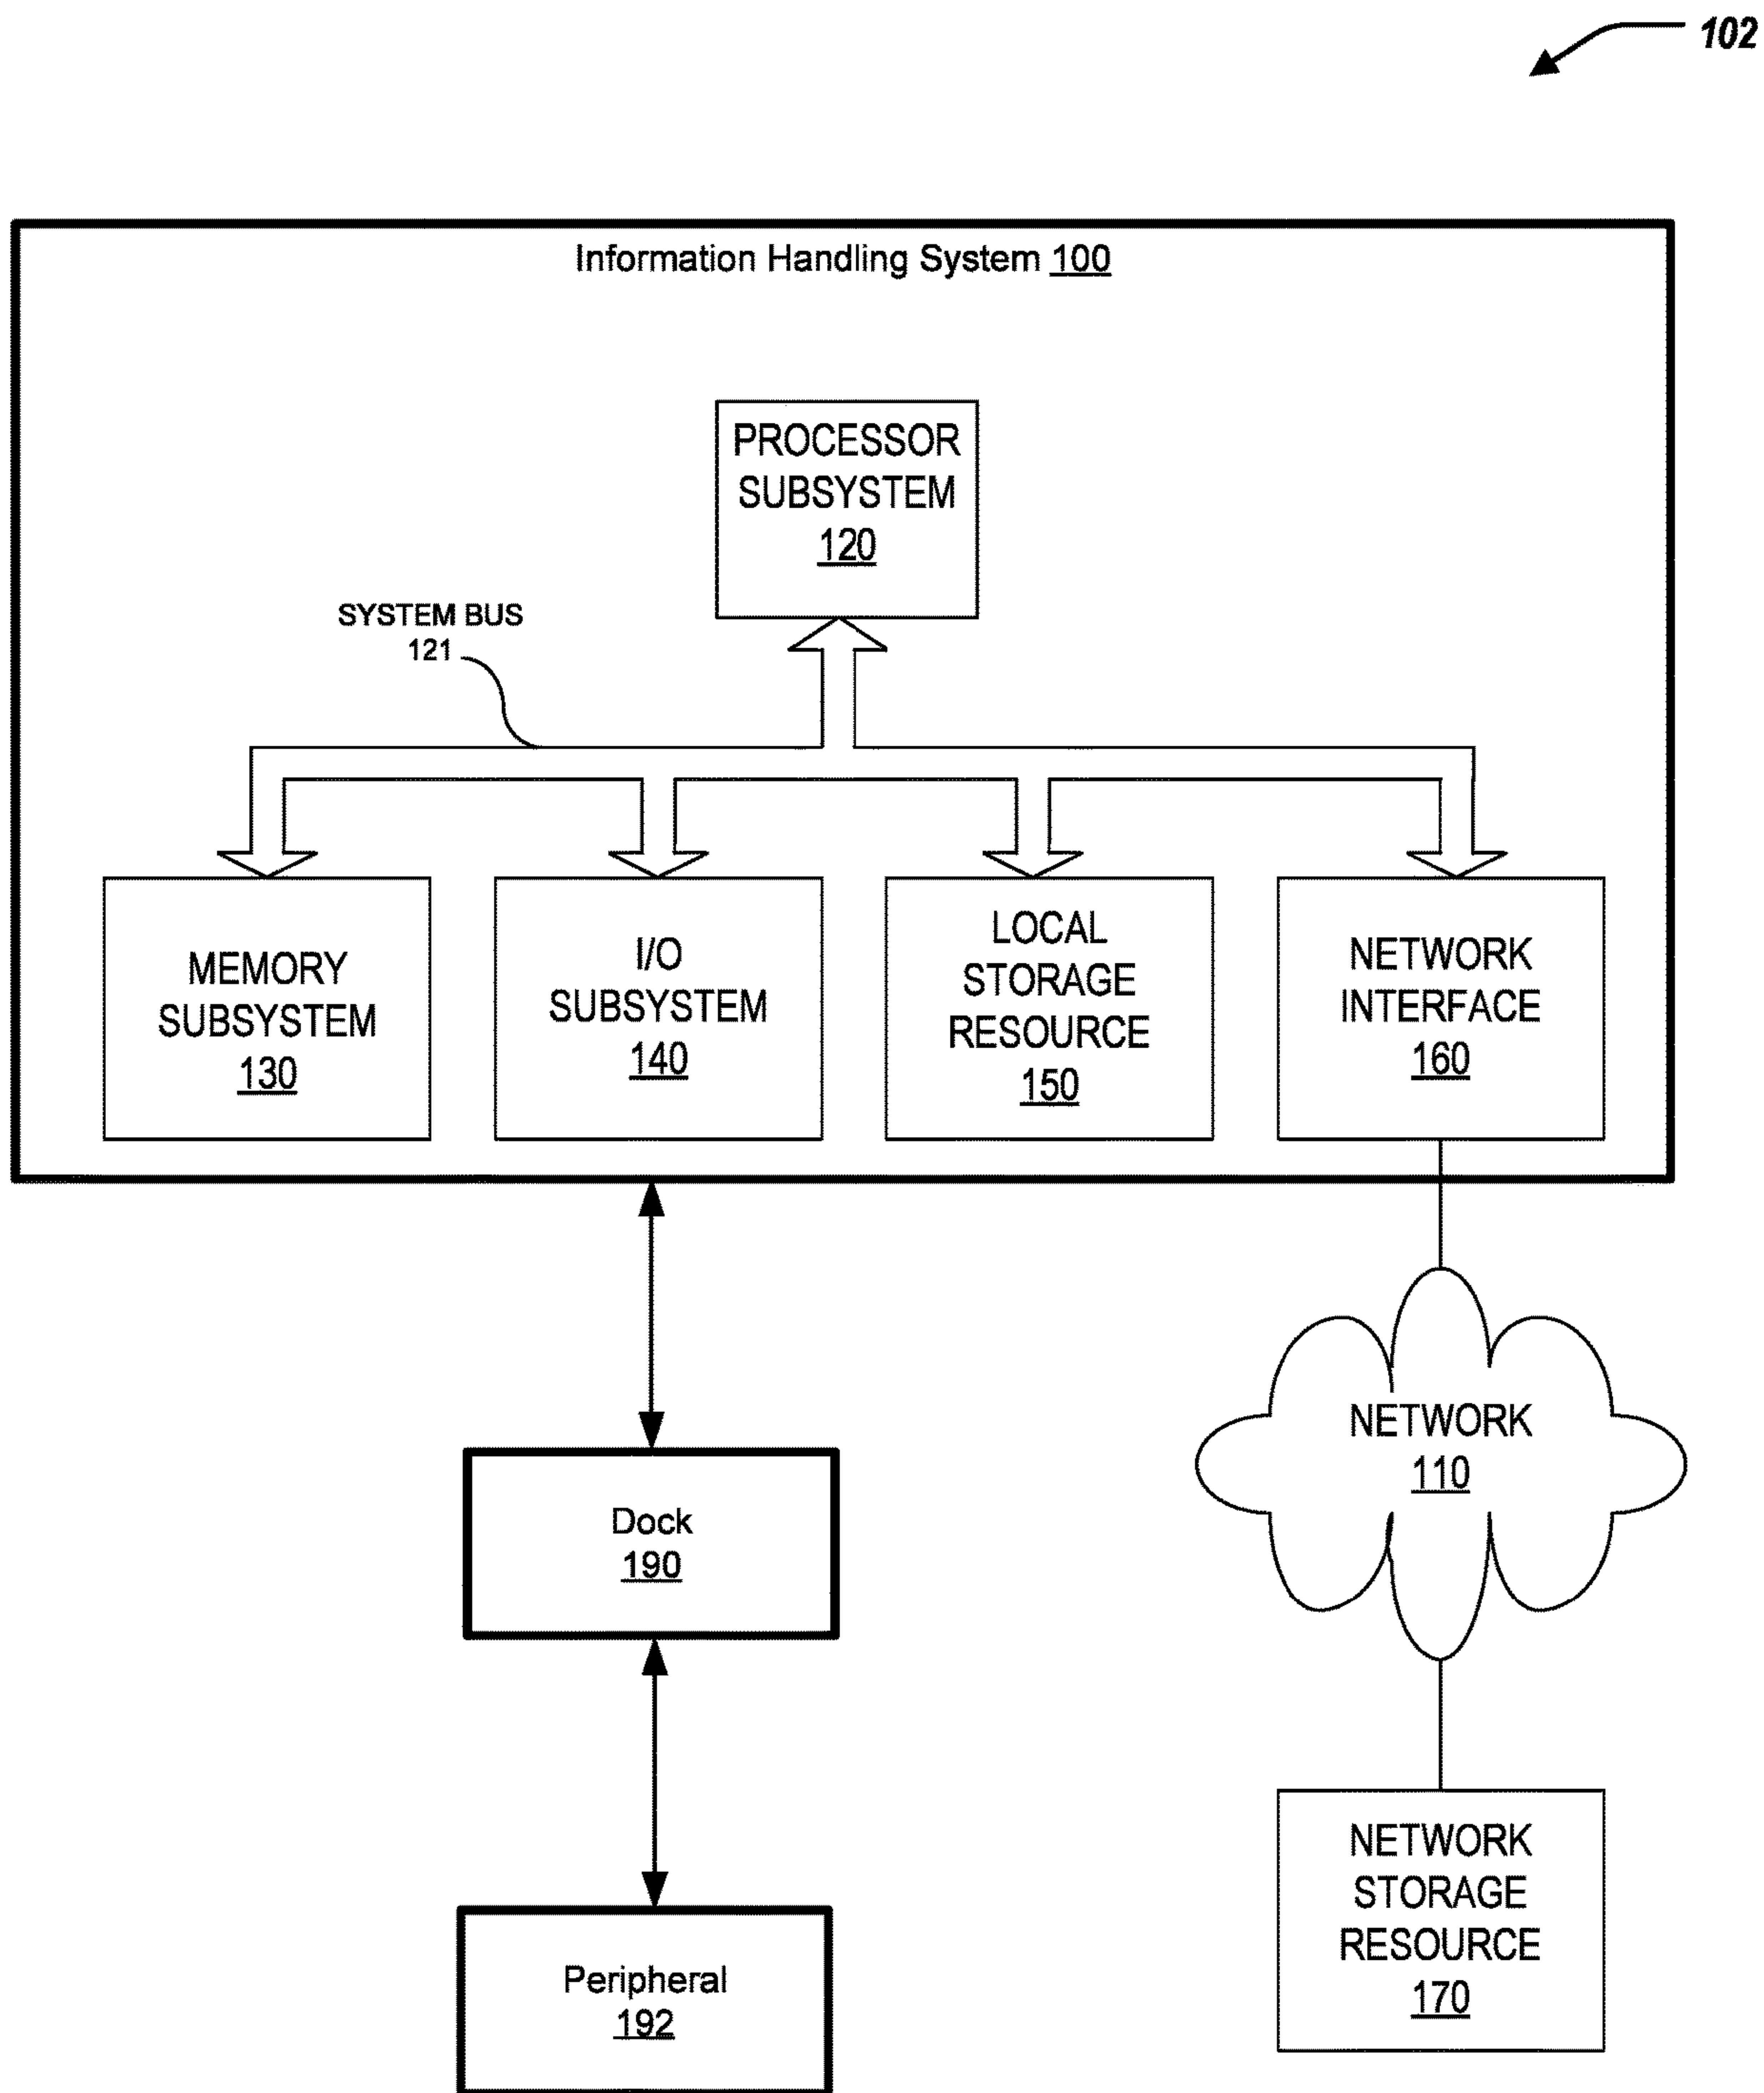 102
Information Handling System 100
PROCESSOR
SUBSYSTEM
120
SYSTEM BUS
121
MEMORY
SUBSYSTEM
130
I/O
SUBSYSTEM
140
LOCAL
STORAGE
RESOURCE
150
NETWORK
INTERFACE
160
NETWORK
110
Dock
190
NETWORK
STORAGE
RESOURCE
170
Peripheral
192